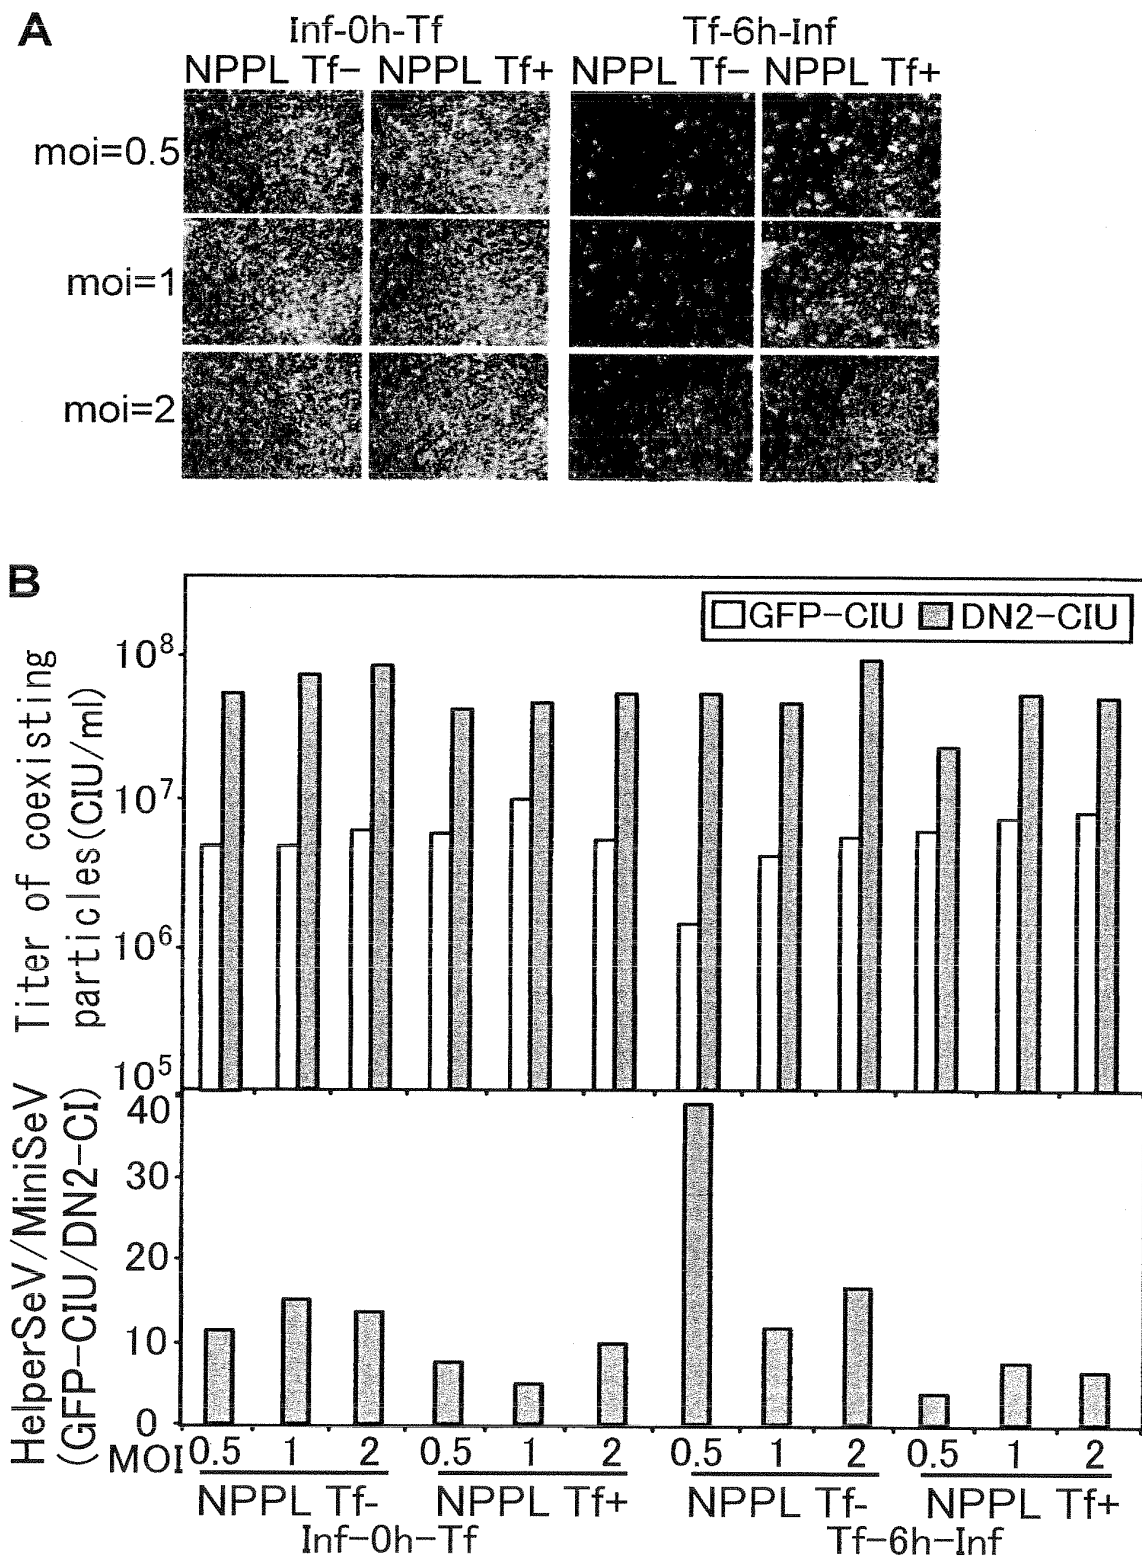 A
Inf-0h-Tf
Tf-6h-Inf
NPPL Tf− NPPL Tf+
NPPL Tf− NPPL Tf+
moi=0.5
moi=1
moi=2
B
GFP−CIU DN2−CIU
Titer of coexisting
particles(CIU/ml)
10⁸
10⁷
10⁶
10⁵
HelperSeV/MiniSeV
(GFP−CIU/DN2−CI)
40
30
20
10
0
MOI 0.5 1 2 0.5 1 2 0.5 1 2 0.5 1 2
NPPL Tf- NPPL Tf+ NPPL Tf- NPPL Tf+
Inf−0h−Tf Tf−6h−Inf